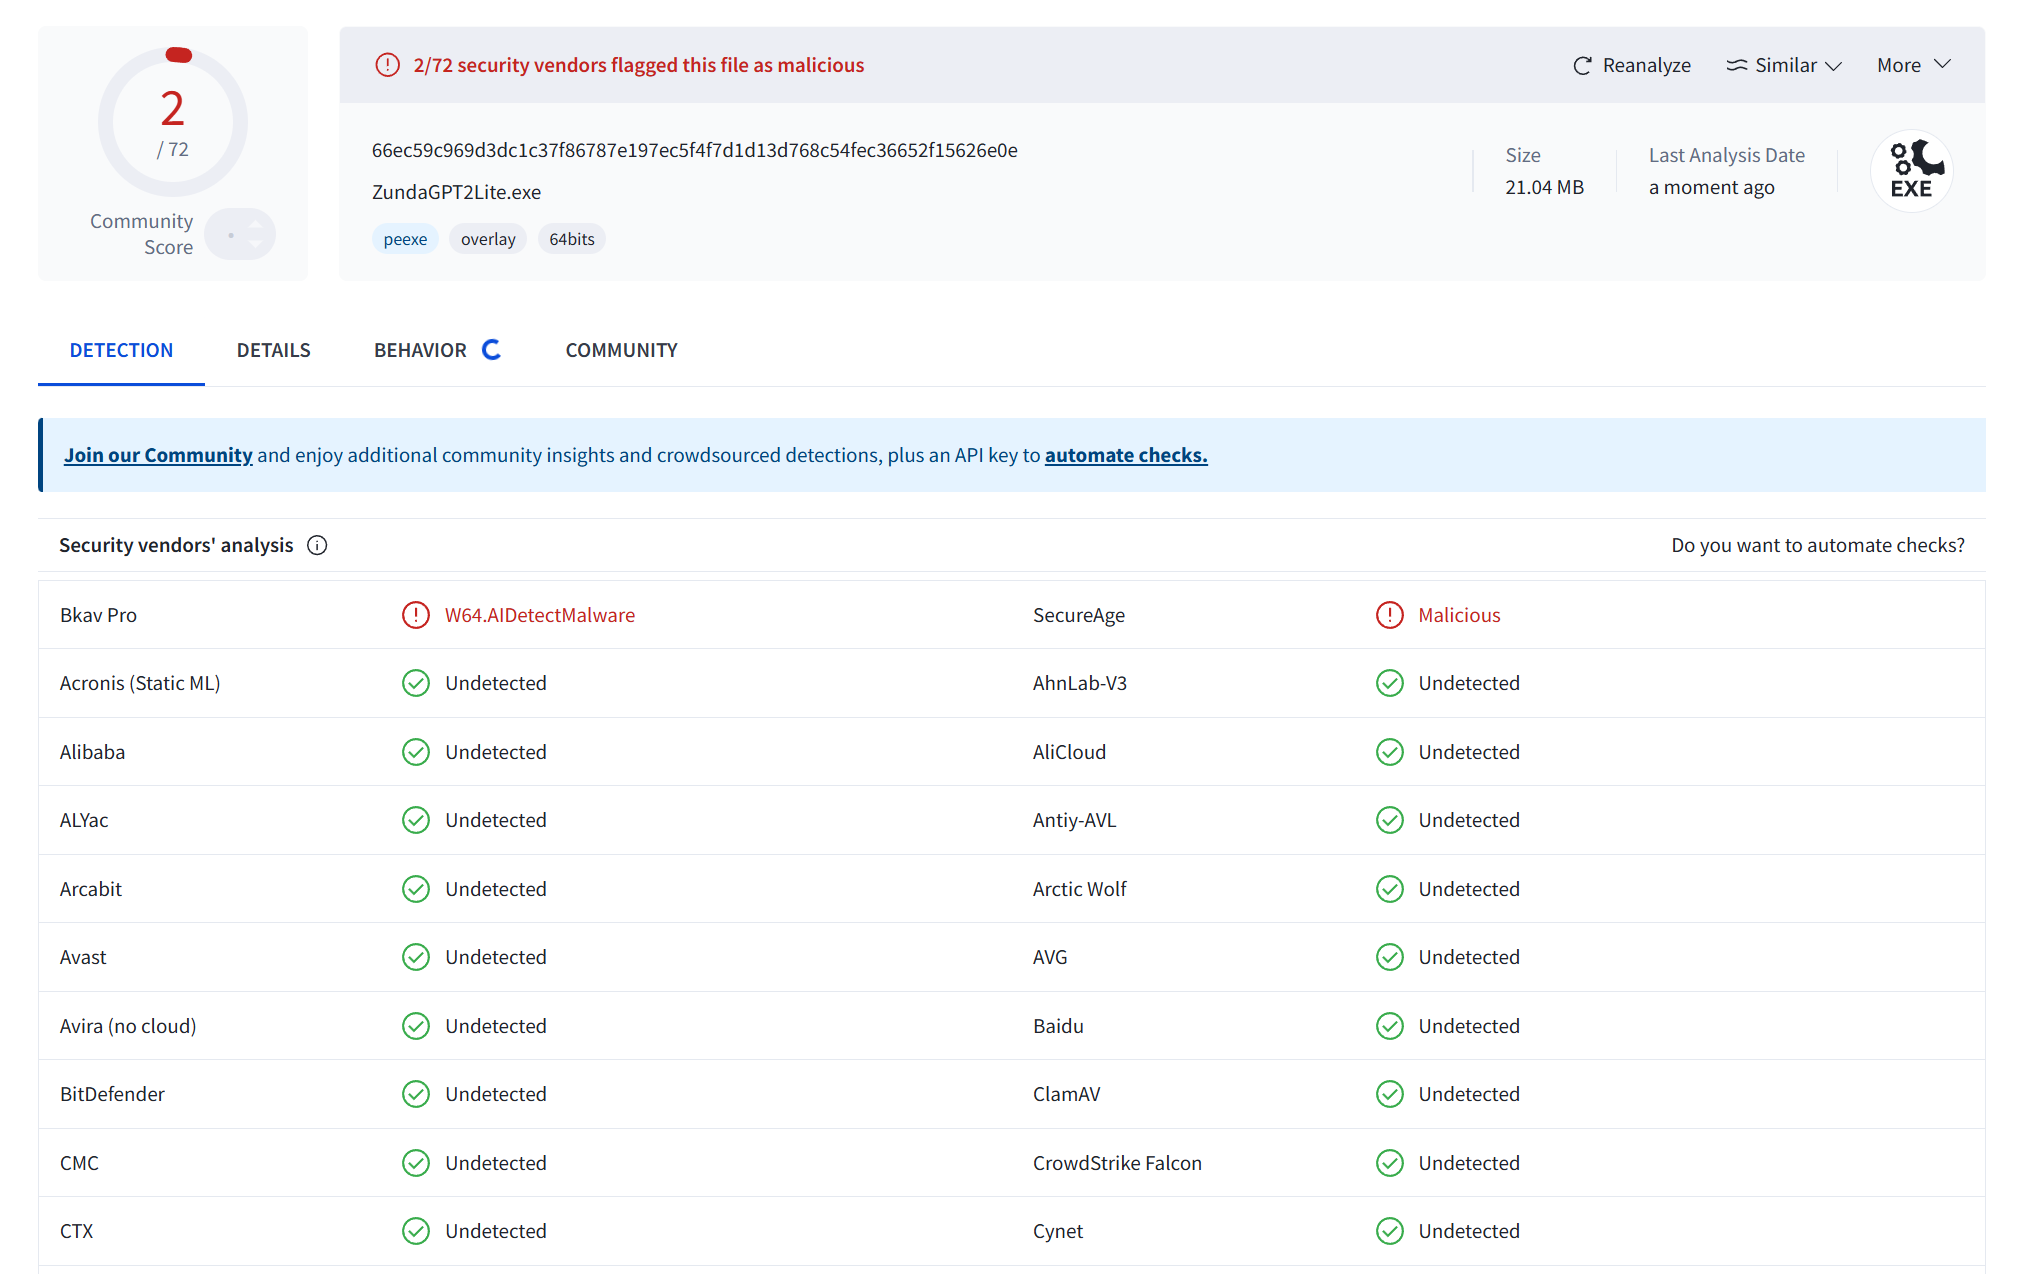 2
/ 72
Community Score
2/72 security vendors flagged this file as malicious
Reanalyze
Similar
More
66ec59c969d3dc1c37f86787e197ec5f4f7d1d13d768c54fec36652f15626e0e
ZundaGPT2Lite.exe
peexe overlay 64bits
Size
21.04 MB
Last Analysis Date
a moment ago
EXE
DETECTION DETAILS BEHAVIOR COMMUNITY
Join our Community and enjoy additional community insights and crowdsourced detections, plus an API key to automate checks.
Security vendors' analysis Do you want to automate checks?
Bkav Pro W64.AIDetectMalware SecureAge Malicious
Acronis (Static ML) Undetected AhnLab-V3 Undetected
Alibaba Undetected AliCloud Undetected
ALYac Undetected Antiy-AVL Undetected
Arcabit Undetected Arctic Wolf Undetected
Avast Undetected AVG Undetected
Avira (no cloud) Undetected Baidu Undetected
BitDefender Undetected ClamAV Undetected
CMC Undetected CrowdStrike Falcon Undetected
CTX Undetected Cynet Undetected